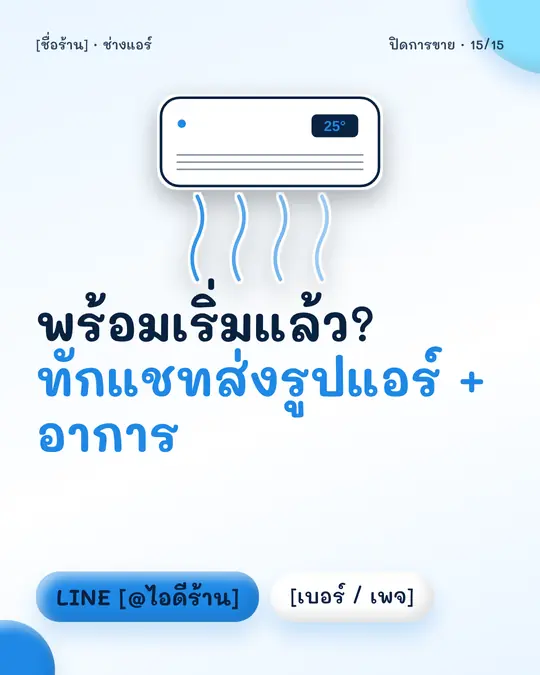 [ชื่อร้าน] · ช่างแอร์
ปิดการขาย · 15/15
25°
พร้อมเริ่มแล้ว?
ทักแชทส่งรูปแอร์ +
อาการ
LINE [@ไอดีร้าน]
[เบอร์ / เพจ]